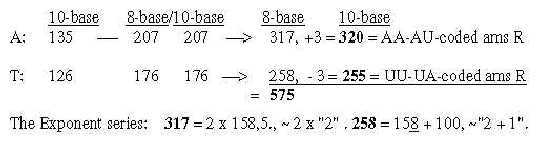 10-base 8-base/10-base 8-base 10-base
A: 135 — 207 207 —> 317, +3 = 320 = AA-AU-coded ams R
T: 126 176 176 —> 258, - 3 = 255 = UU-UA-coded ams R
= 575
The Exponent series: 317 = 2 x 158,5., ~ 2 x "2" . 258 = 158 + 100, ~"2 + 1".